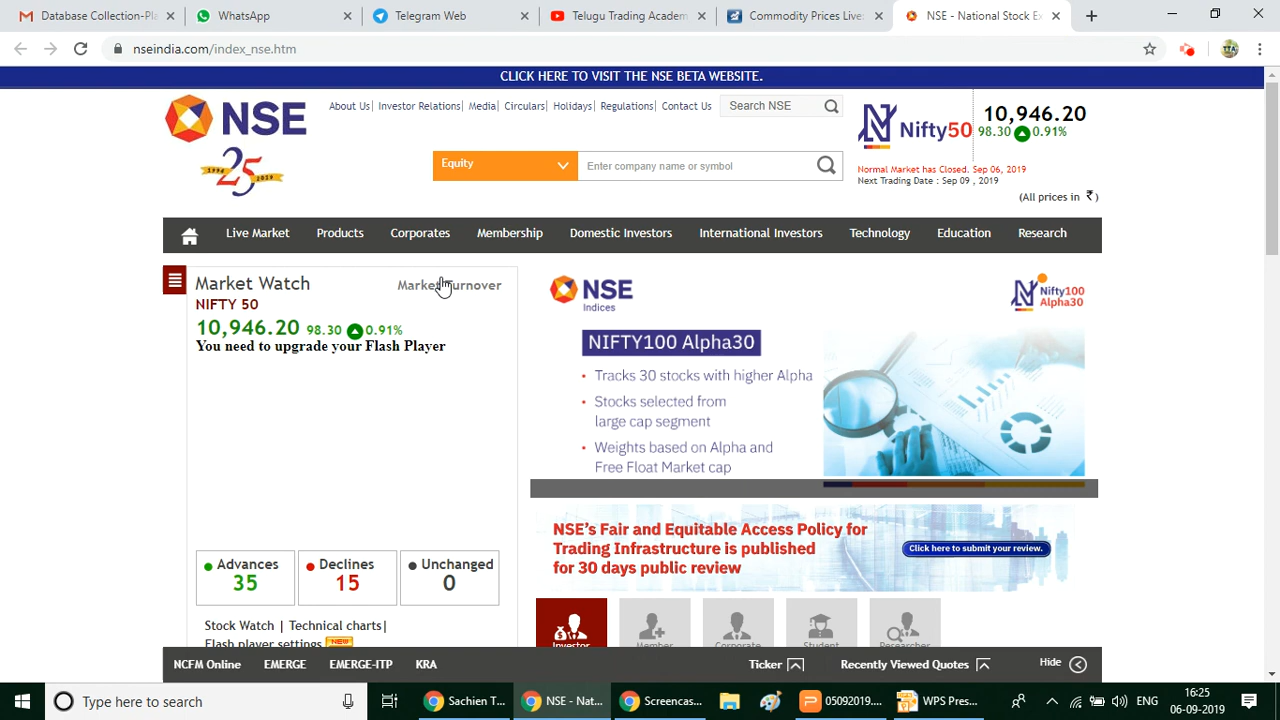 Database Collection-Pla
WhatsApp
Telegram Web
Telugu Trading Academ
Commodity Prices Live
NSE - National Stock Ex
nseindia.com/index_nse.htm
CLICK HERE TO VISIT THE NSE BETA WEBSITE.
NSE
1994 25 2019
About Us| Investor Relations| Media| Circulars| Holidays| Regulations| Contact Us
Search NSE
Equity
Enter company name or symbol
Nifty50
10,946.20
98.30 0.91%
Normal Market has Closed. Sep 06, 2019
Next Trading Date : Sep 09 , 2019
(All prices in ₹ )
Live Market Products Corporates Membership Domestic Investors International Investors Technology Education Research
Market Watch
Market Turnover
NIFTY 50
10,946.20 98.30 0.91%
You need to upgrade your Flash Player
Advances
35
Declines
15
Unchanged
0
Stock Watch | Technical charts|
Flash player settings NEW
NSE
Indices
Nifty100
Alpha30
NIFTY100 Alpha30
• Tracks 30 stocks with higher Alpha
• Stocks selected from
large cap segment
• Weights based on Alpha and
Free Float Market cap
NSE's Fair and Equitable Access Policy for
Trading Infrastructure is published
for 30 days public review
Click here to submit your review.
Investor
Member
Corporate
Student
Researcher
NCFM Online EMERGE EMERGE-ITP KRA
Ticker
Recently Viewed Quotes
Hide
Type here to search
Sachien T...
NSE - Nat...
Screencas...
05092019....
WPS Pres...
ENG
16:25
06-09-2019